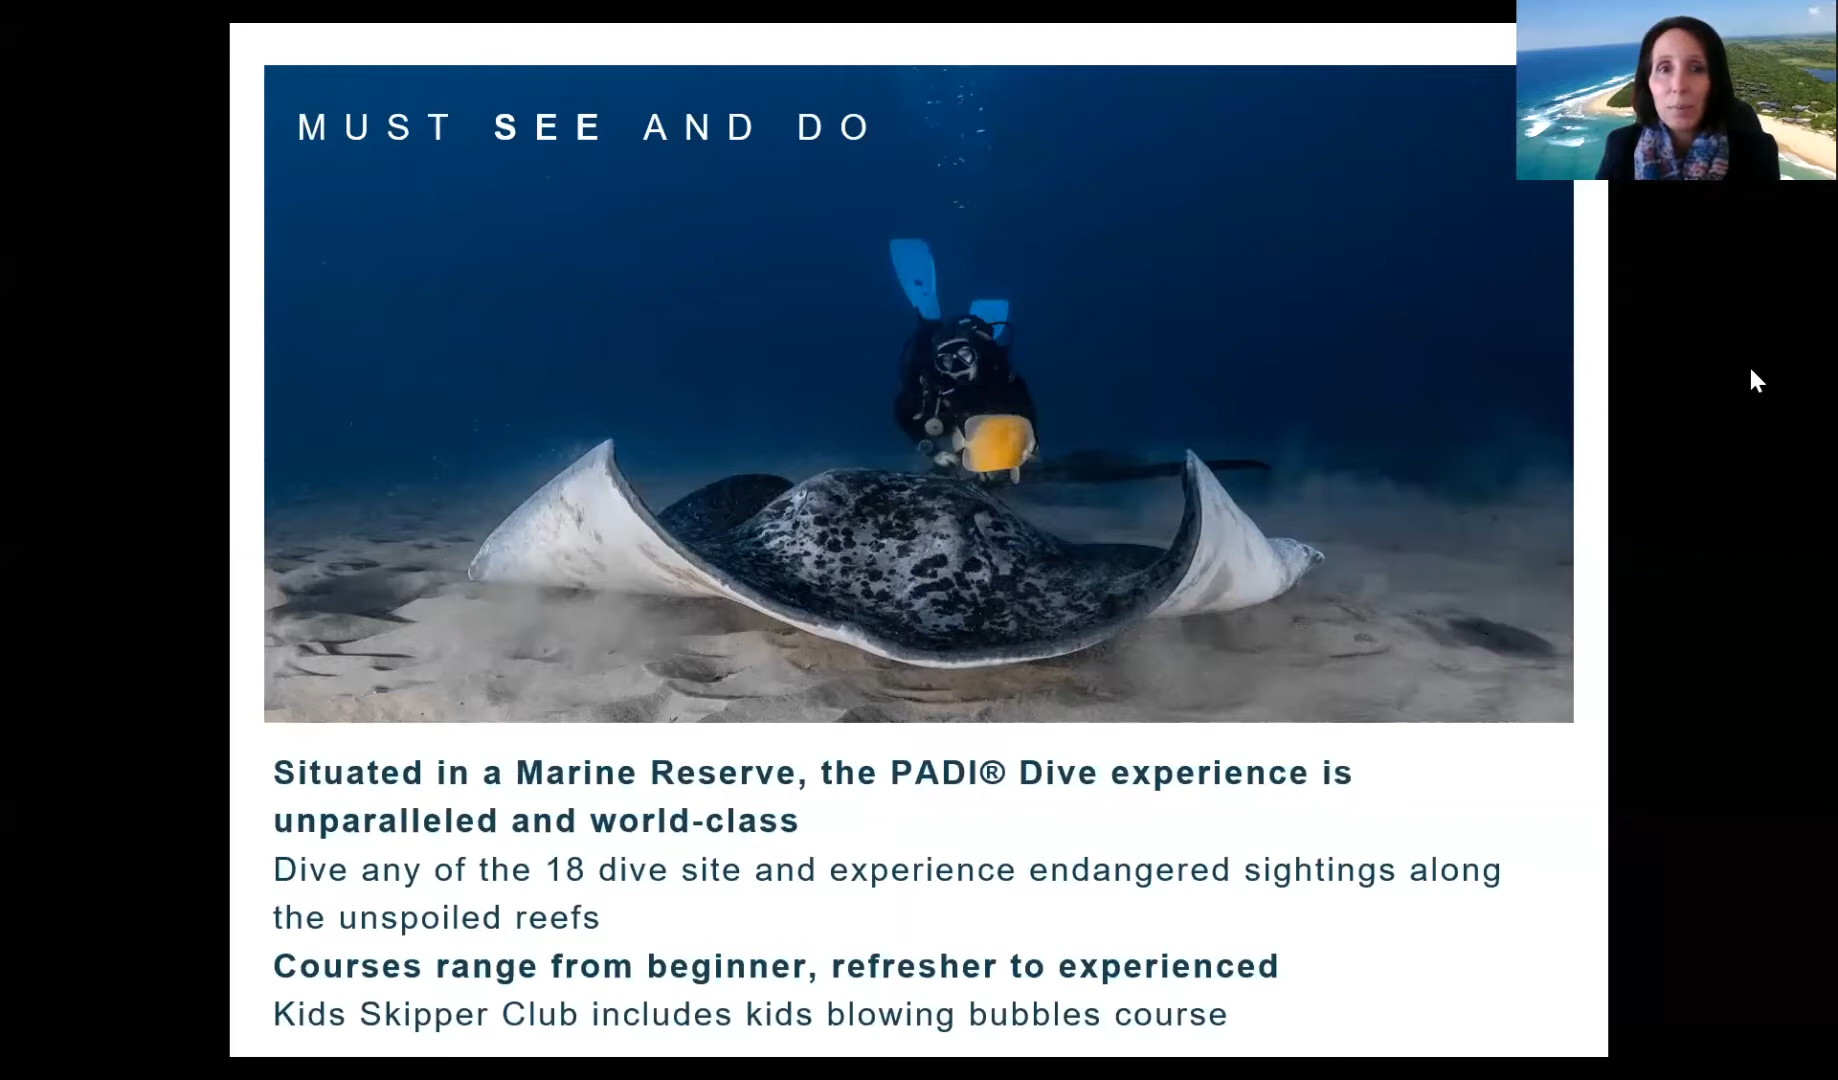 MUST SEE AND DO
Situated in a Marine Reserve, the PADI® Dive experience is
unparalleled and world-class
Dive any of the 18 dive site and experience endangered sightings along
the unspoiled reefs
Courses range from beginner, refresher to experienced
Kids Skipper Club includes kids blowing bubbles course